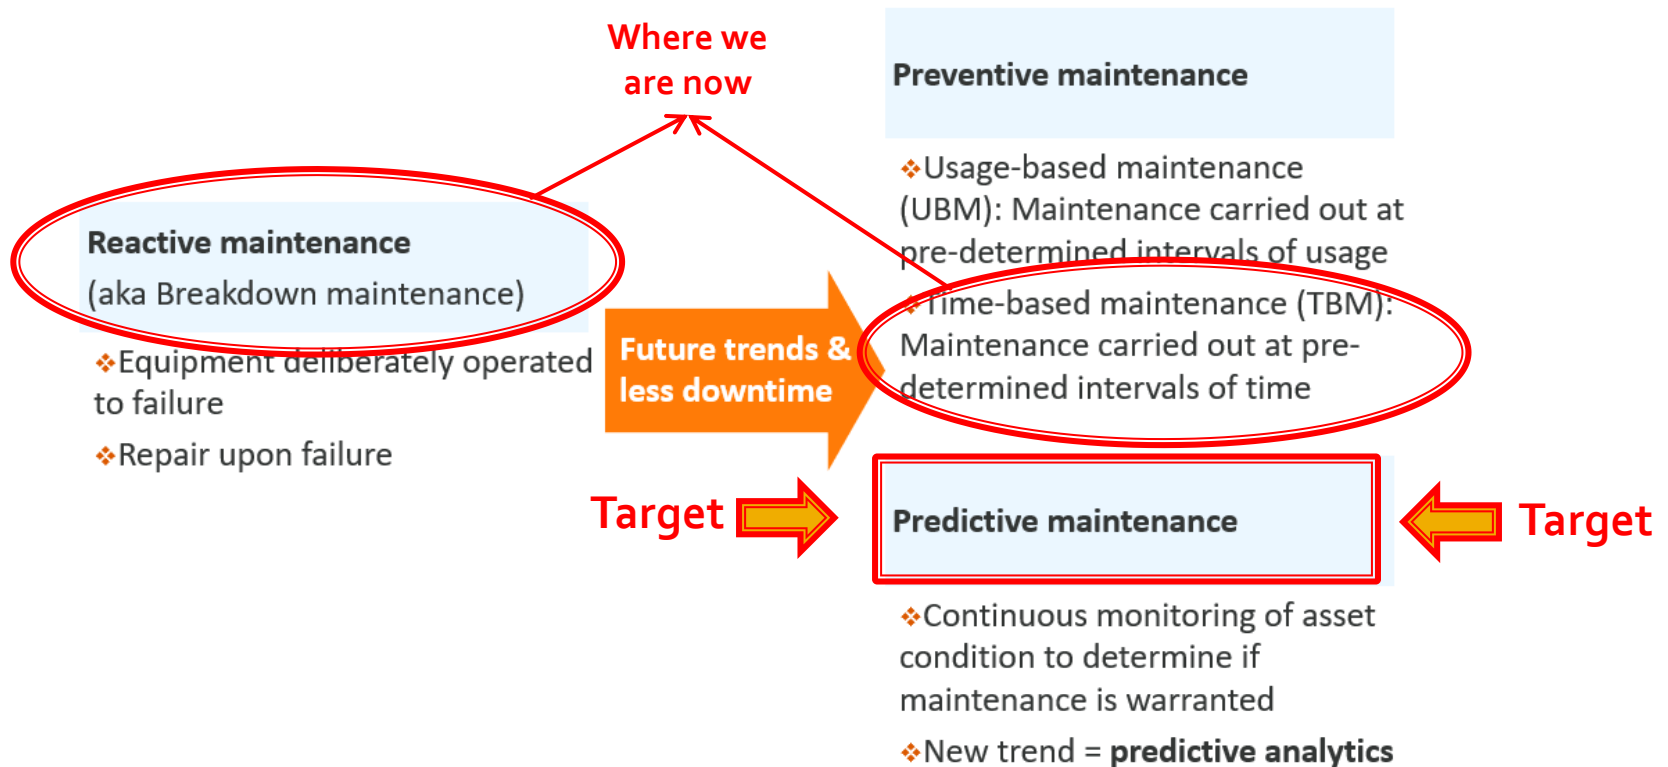 Where we
are now
Reactive maintenance
(aka Breakdown maintenance)
❖Equipment deliberately operated
to failure
❖Repair upon failure
Future trends &
less downtime
Preventive maintenance
❖Usage-based maintenance
(UBM): Maintenance carried out at
pre-determined intervals of usage
❖Time-based maintenance (TBM):
Maintenance carried out at pre-
determined intervals of time
Target
Predictive maintenance
Target
❖Continuous monitoring of asset
condition to determine if
maintenance is warranted
❖New trend = predictive analytics